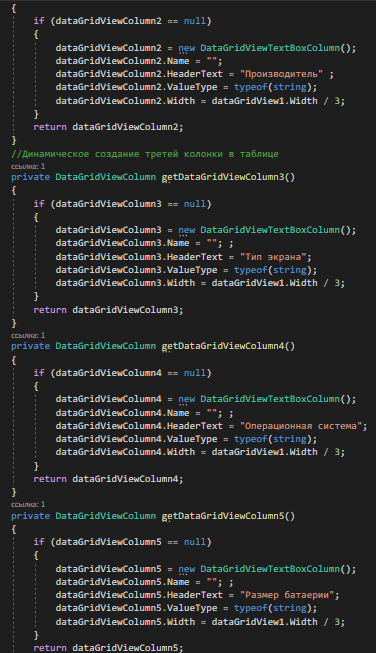 {
if (dataGridViewColumn2 == null)
{
dataGridViewColumn2 = new DataGridViewTextBoxColumn();
dataGridViewColumn2.Name = "";
dataGridViewColumn2.HeaderText = "Производитель" ;
dataGridViewColumn2.ValueType = typeof(string);
dataGridViewColumn2.Width = dataGridView1.Width / 3;
}
return dataGridViewColumn2;
}
//Динамическое создание третей колонки в таблице
ссылка: 1
private DataGridViewColumn getDataGridViewColumn3()
{
if (dataGridViewColumn3 == null)
{
dataGridViewColumn3 = new DataGridViewTextBoxColumn();
dataGridViewColumn3.Name = ""; ;
dataGridViewColumn3.HeaderText = "Тип экрана";
dataGridViewColumn3.ValueType = typeof(string);
dataGridViewColumn3.Width = dataGridView1.Width / 3;
}
return dataGridViewColumn3;
}
ссылка: 1
private DataGridViewColumn getDataGridViewColumn4()
{
if (dataGridViewColumn4 == null)
{
dataGridViewColumn4 = new DataGridViewTextBoxColumn();
dataGridViewColumn4.Name = ""; ;
dataGridViewColumn4.HeaderText = "Операционная система";
dataGridViewColumn4.ValueType = typeof(string);
dataGridViewColumn4.Width = dataGridView1.Width / 3;
}
return dataGridViewColumn4;
}
ссылка: 1
private DataGridViewColumn getDataGridViewColumn5()
{
if (dataGridViewColumn5 == null)
{
dataGridViewColumn5 = new DataGridViewTextBoxColumn();
dataGridViewColumn5.Name = ""; ;
dataGridViewColumn5.HeaderText = "Размер батаерии";
dataGridViewColumn5.ValueType = typeof(string);
dataGridViewColumn5.Width = dataGridView1.Width / 3;
}
return dataGridViewColumn5;